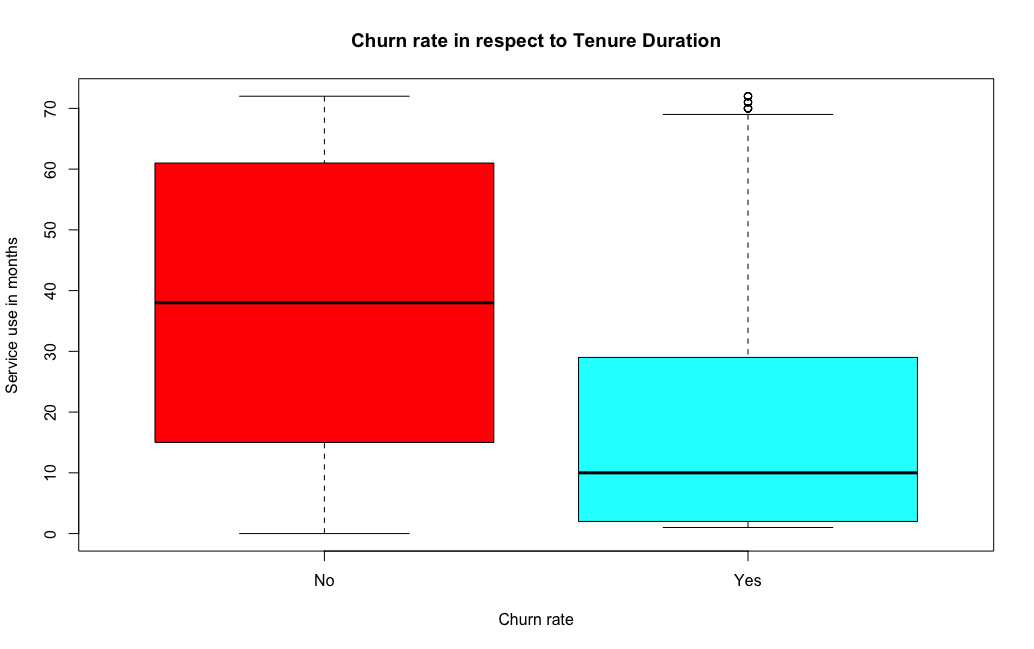 Churn rate in respect to Tenure Duration
Service use in months
70
60
50
40
30
20
10
0
No
Yes
Churn rate